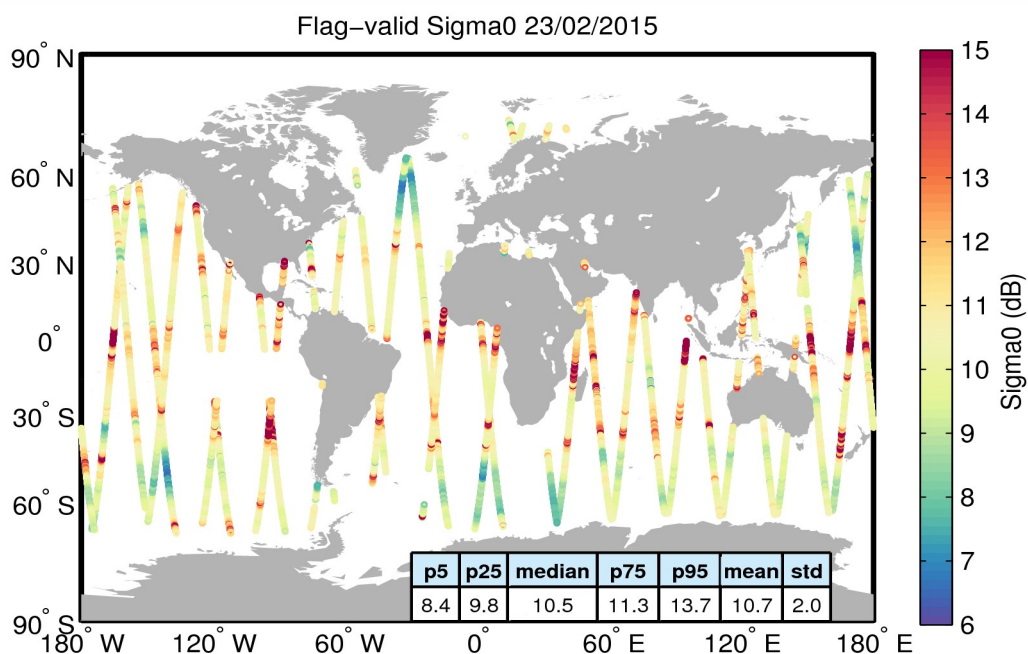 Flag−valid Sigma0 23/02/2015
90° N
60° N
30° N
0°
30° S
60° S
90° S
180° W
120° W
60° W
0°
60° E
120° E
180° E
15
14
13
12
11
10
9
8
7
6
Sigma0 (dB)
p5 p25 median p75 p95 mean std
8.4 9.8 10.5 11.3 13.7 10.7 2.0